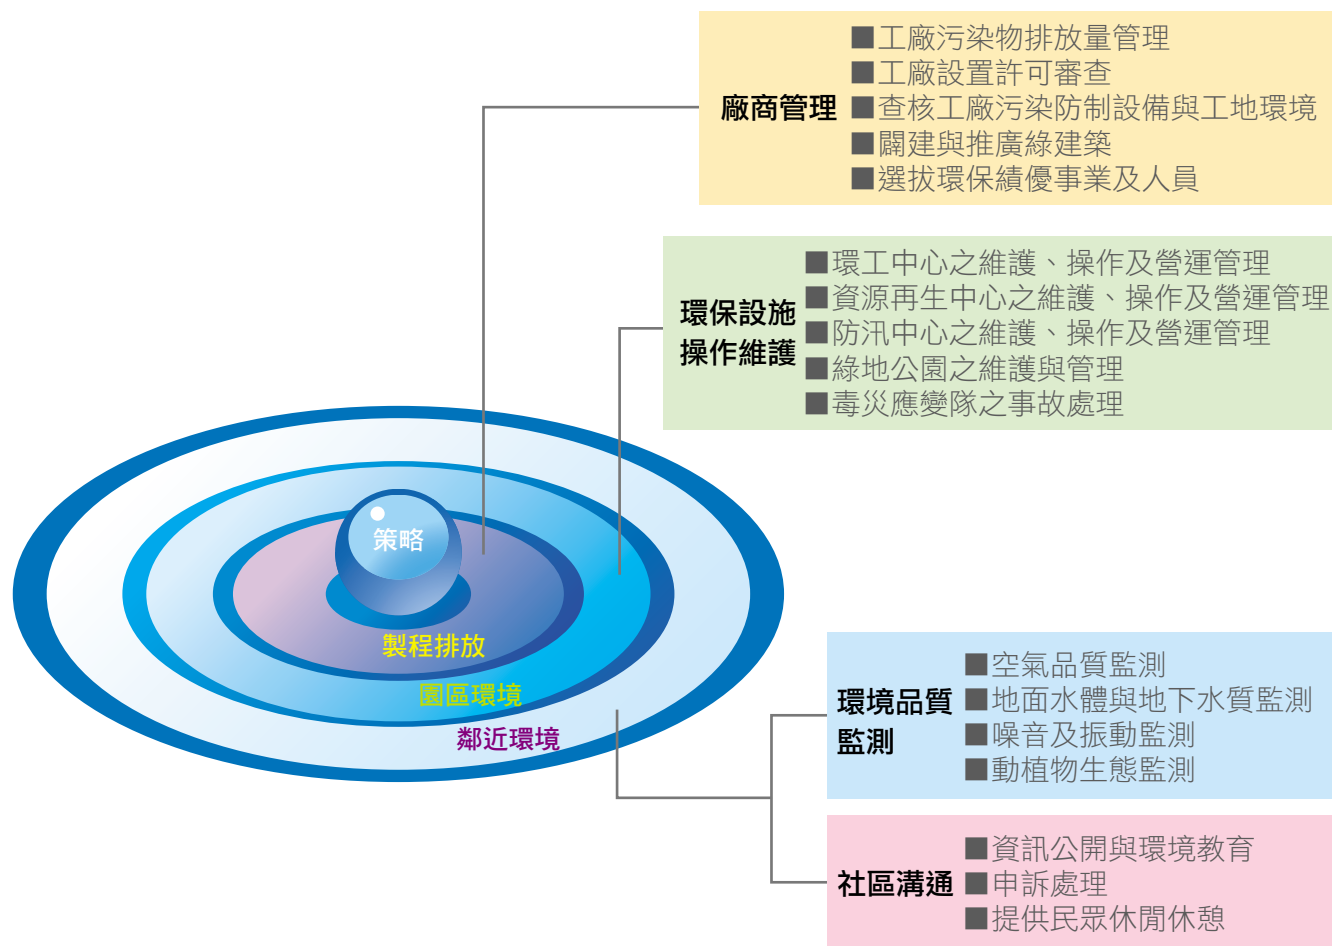 廠商管理
■工廠污染物排放量管理
■工廠設置許可審查
■查核工廠污染防制設備與工地環境
■闢建與推廣綠建築
■選拔環保績優事業及人員
環保設施
操作維護
■環工中心之維護、操作及營運管理
■資源再生中心之維護、操作及營運管理
■防汛中心之維護、操作及營運管理
■綠地公園之維護與管理
■毒災應變隊之事故處理
策略
製程排放
園區環境
鄰近環境
環境品質
監測
■空氣品質監測
■地面水體與地下水質監測
■噪音及振動監測
■動植物生態監測
社區溝通
■資訊公開與環境教育
■申訴處理
■提供民眾休閒休憩